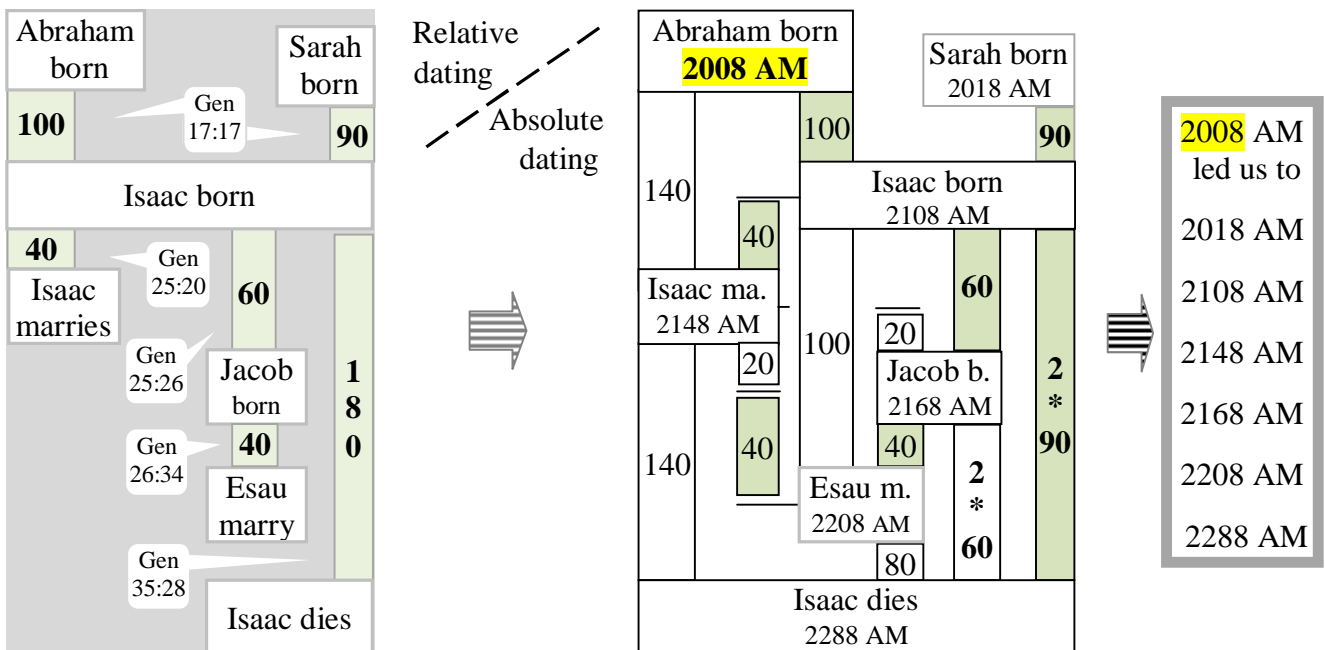 Abraham
born
Sarah
born
100
Gen
17:17
90
Isaac born
40
Gen
25:20
Isaac
marries
60
Gen
25:26
Jacob
born
1
8
0
Gen
26:34
40
Esau
marry
Gen
35:28
Isaac dies
Relative
dating
Absolute
dating
Abraham born
2008 AM
Sarah born
2018 AM
100
90
140
Isaac born
2108 AM
40
Isaac ma.
2148 AM
60
20
100
20
Jacob b.
2168 AM
2
*
90
40
140
40
Esau m.
2208 AM
2
*
60
80
Isaac dies
2288 AM
2008 AM
led us to
2018 AM
2108 AM
2148 AM
2168 AM
2208 AM
2288 AM